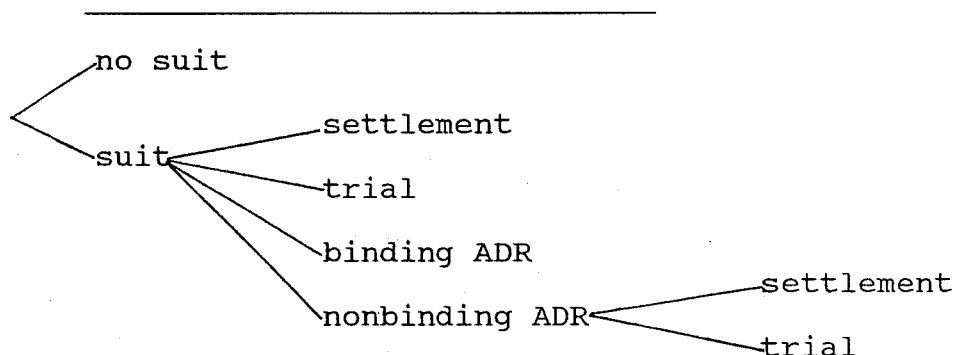 no suit
settlement
suit
trial
binding ADR
settlement
nonbinding ADR
trial